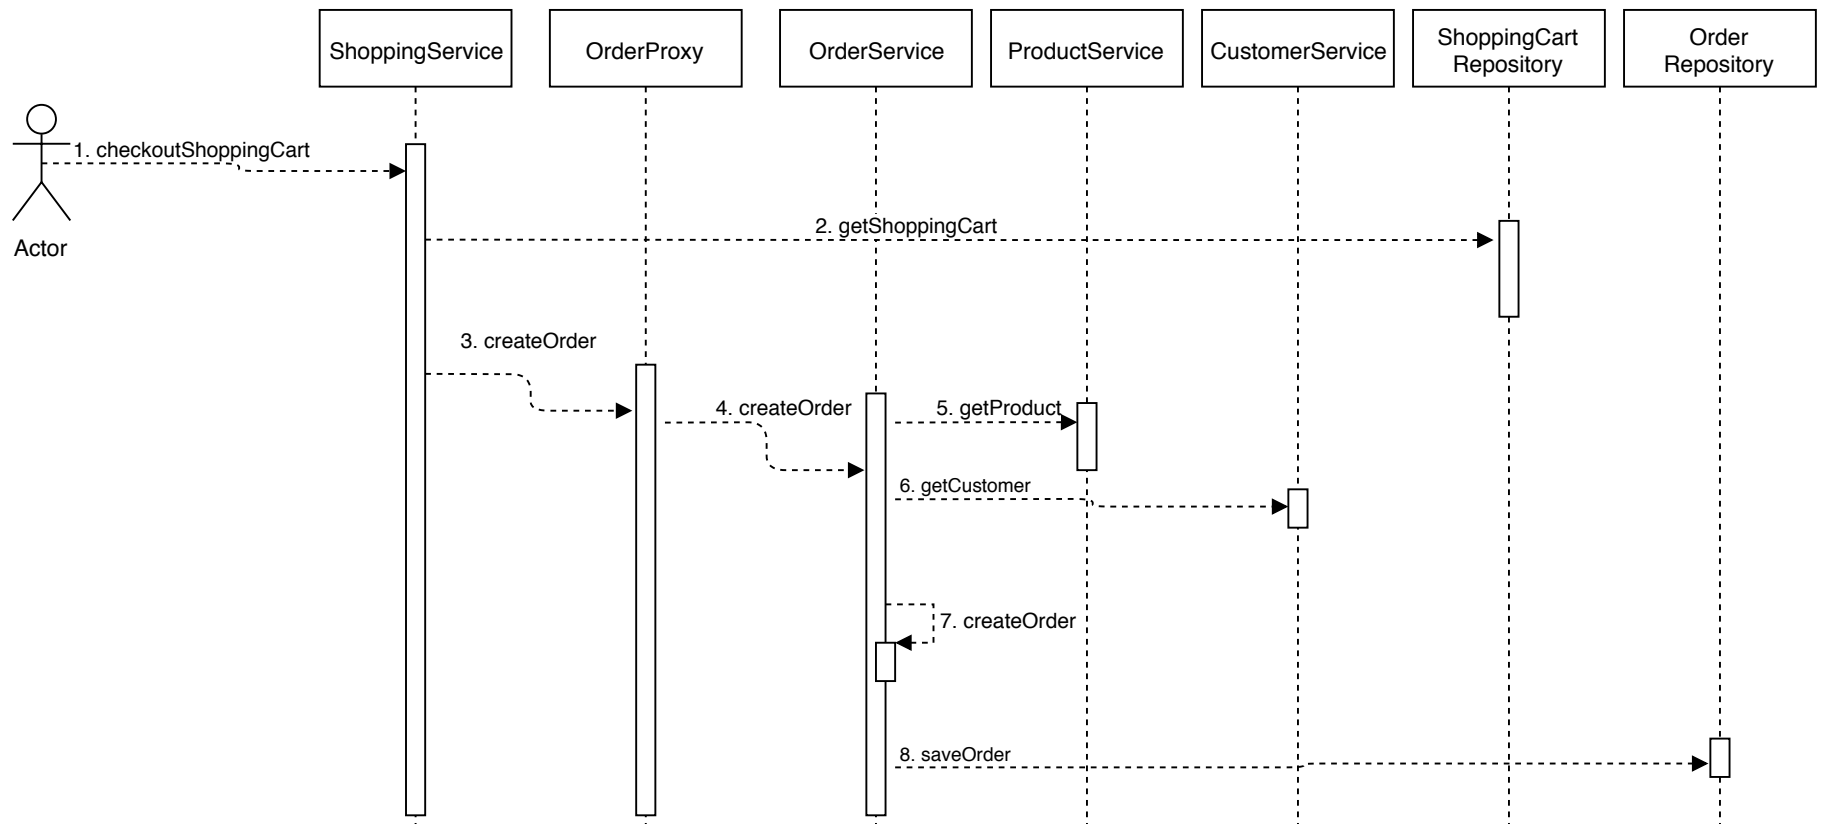 ShoppingService
OrderProxy
OrderService
ProductService
CustomerService
ShoppingCart
Repository
Order
Repository
1. checkoutShoppingCart
Actor
2. getShoppingCart
3. createOrder
4. createOrder
5. getProduct
6. getCustomer
7. createOrder
8. saveOrder